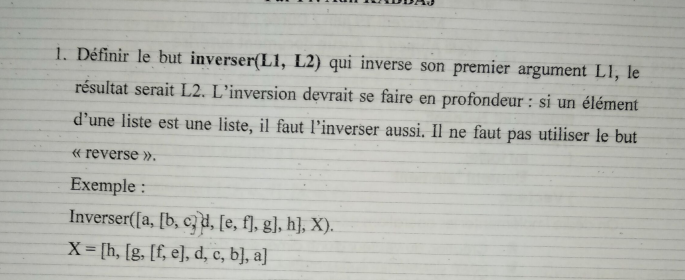 1. Définir le but inverser(L1, L2) qui inverse son premier argument L1, le
résultat serait L2. L'inversion devrait se faire en profondeur : si un élément
d'une liste est une liste, il faut l'inverser aussi. Il ne faut pas utiliser le but
« reverse ».
Exemple :
Inverser([a, [b, c, d, [e, f], g], h], X).
X = [h, [g, [f, e], d, c, b], a]